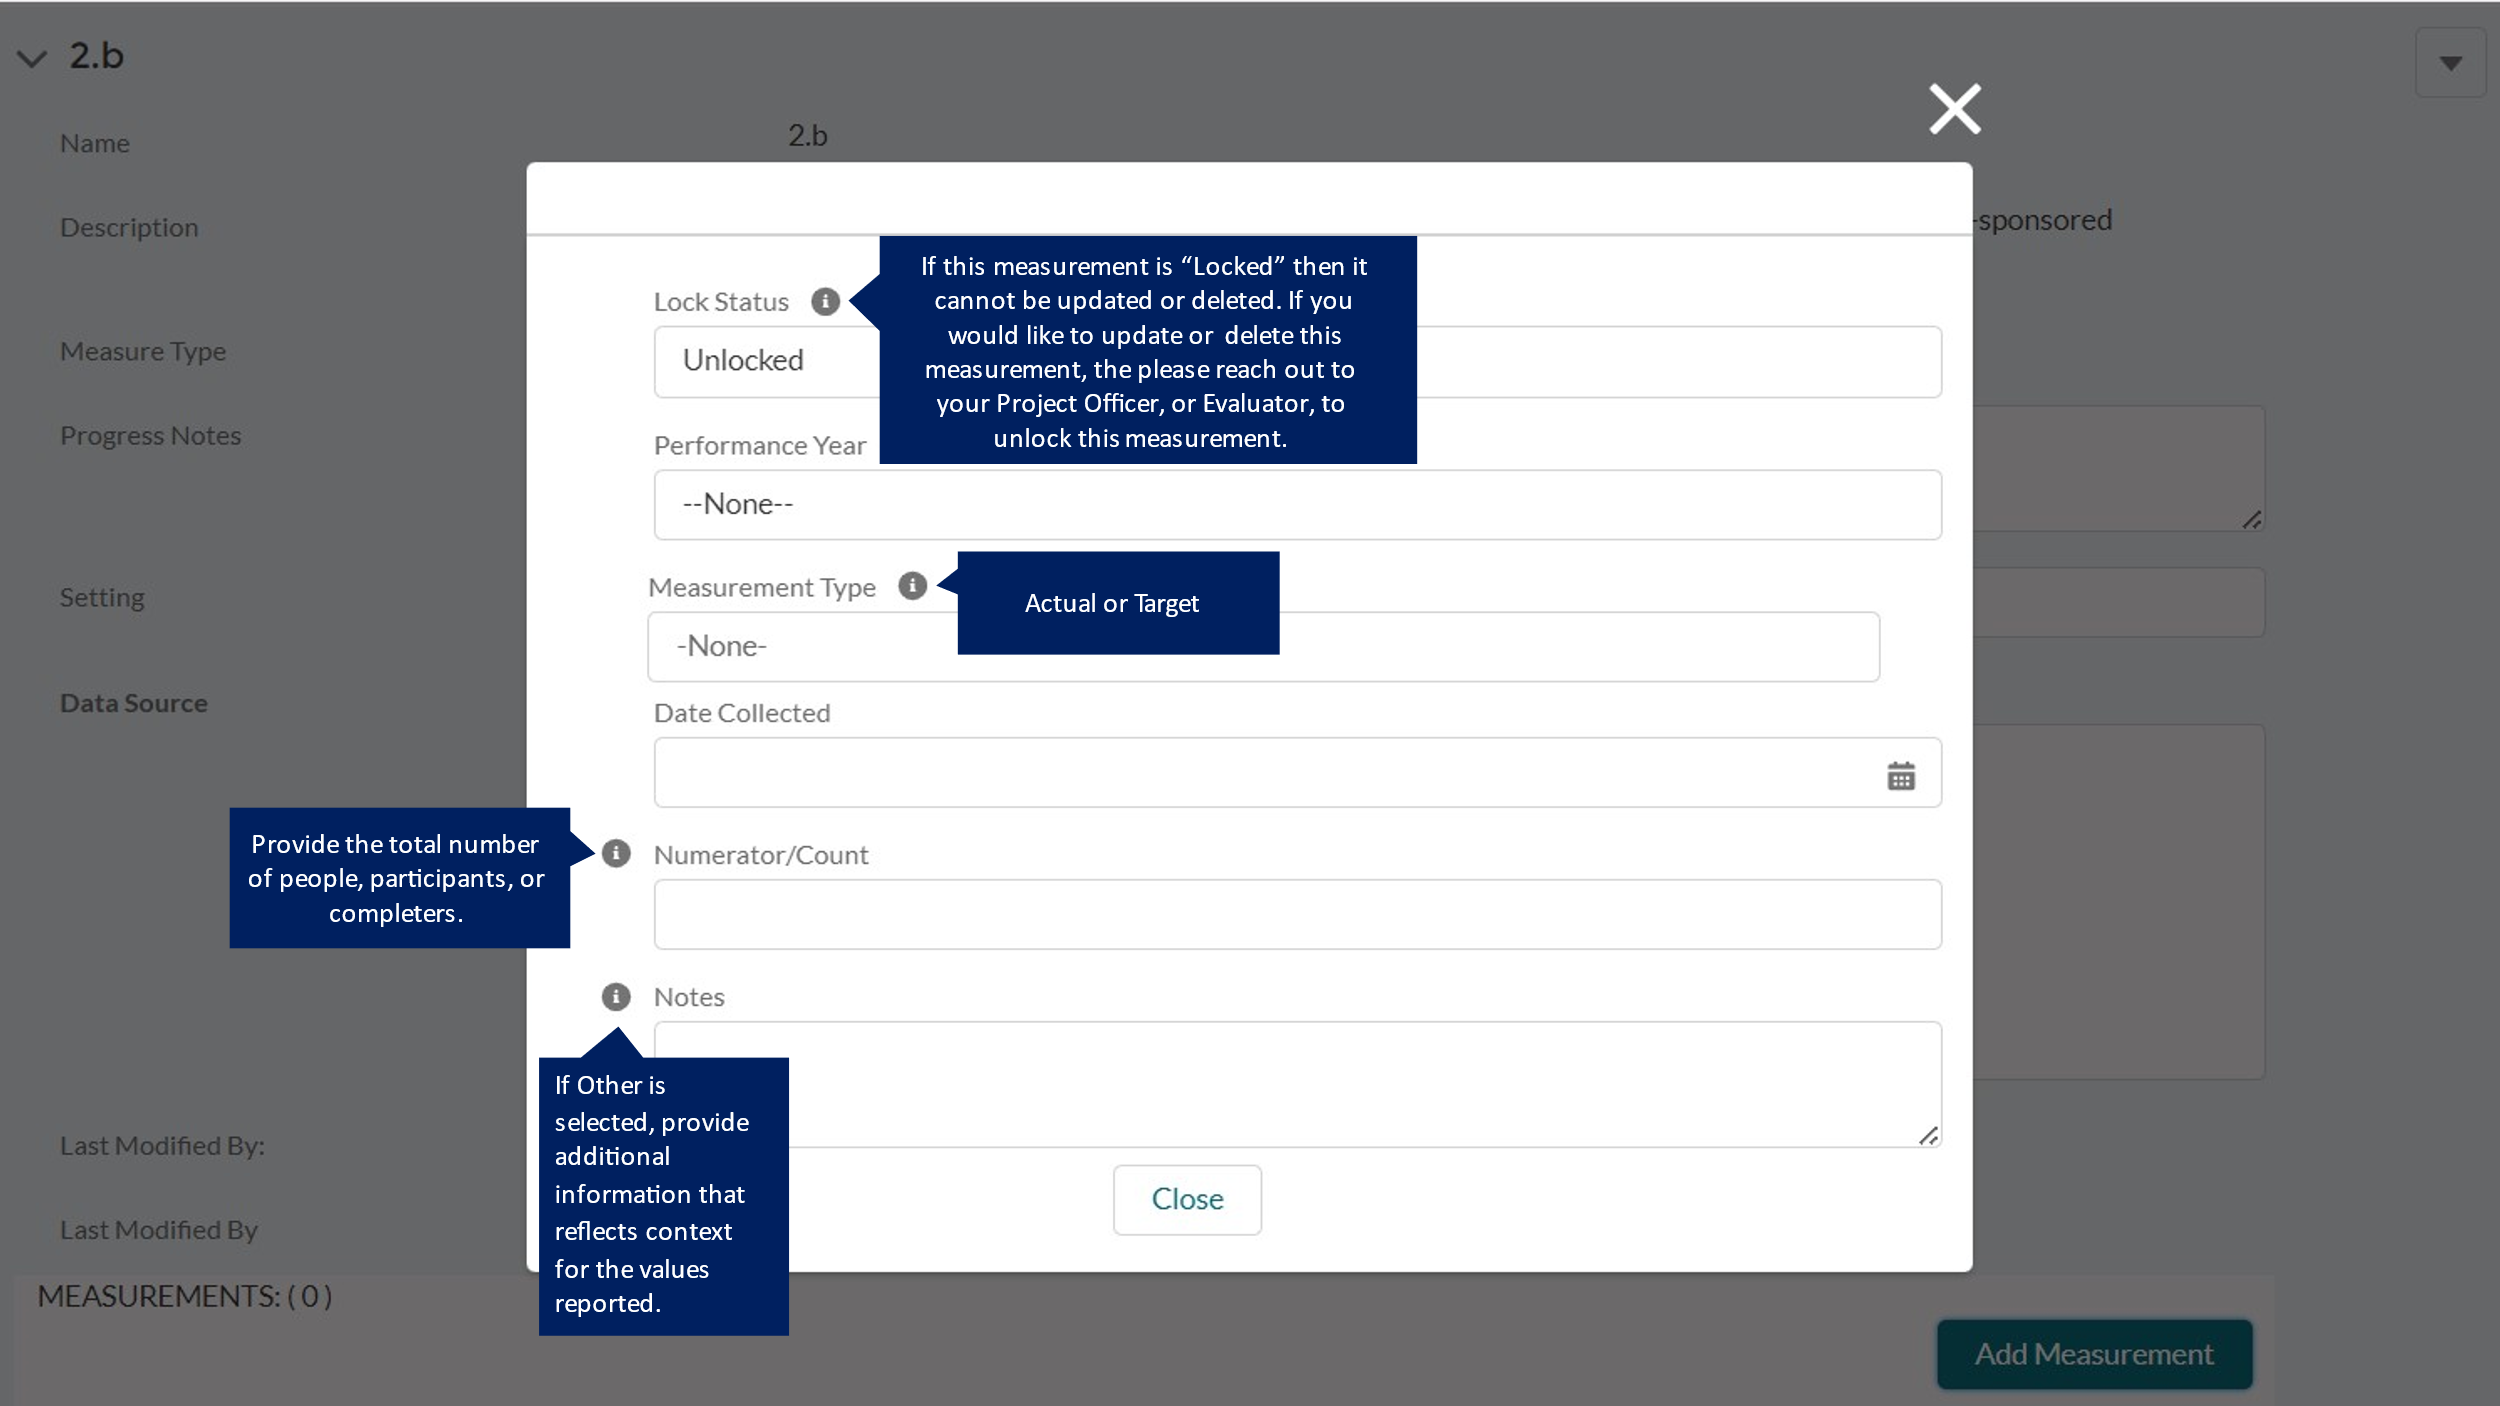 2.b
Name
2.b
Description
-sponsored
Measure Type
Progress Notes
Setting
Data Source
Last Modified By:
Last Modified By
MEASUREMENTS: ( 0 )
Add Measurement
Lock Status
If this measurement is “Locked” then it
cannot be updated or deleted. If you
would like to update or delete this
measurement, the please reach out to
your Project Officer, or Evaluator, to
unlock this measurement.
Unlocked
Performance Year
--None--
Measurement Type
Actual or Target
-None-
Date Collected
Provide the total number
of people, participants, or
completers.
Numerator/Count
Notes
If Other is
selected, provide
additional
information that
reflects context
for the values
reported.
Close